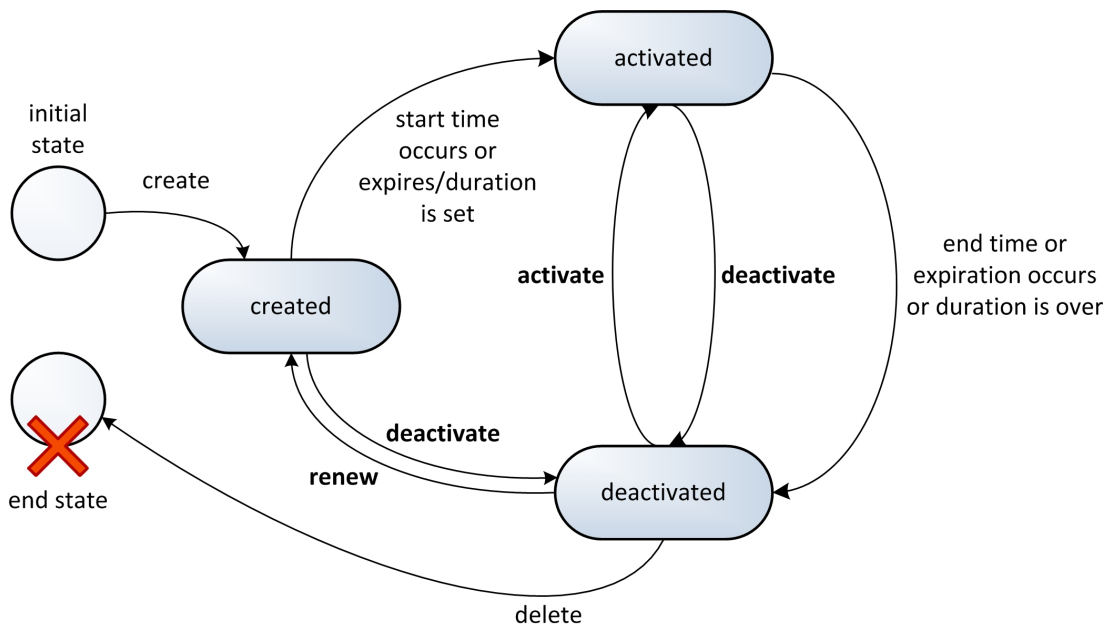 activated
initial
state
start time
occurs or
expires/duration
is set
create
end time or
expiration occurs
or duration is over
activate
deactivate
created
deactivate
renew
deactivated
end state
delete